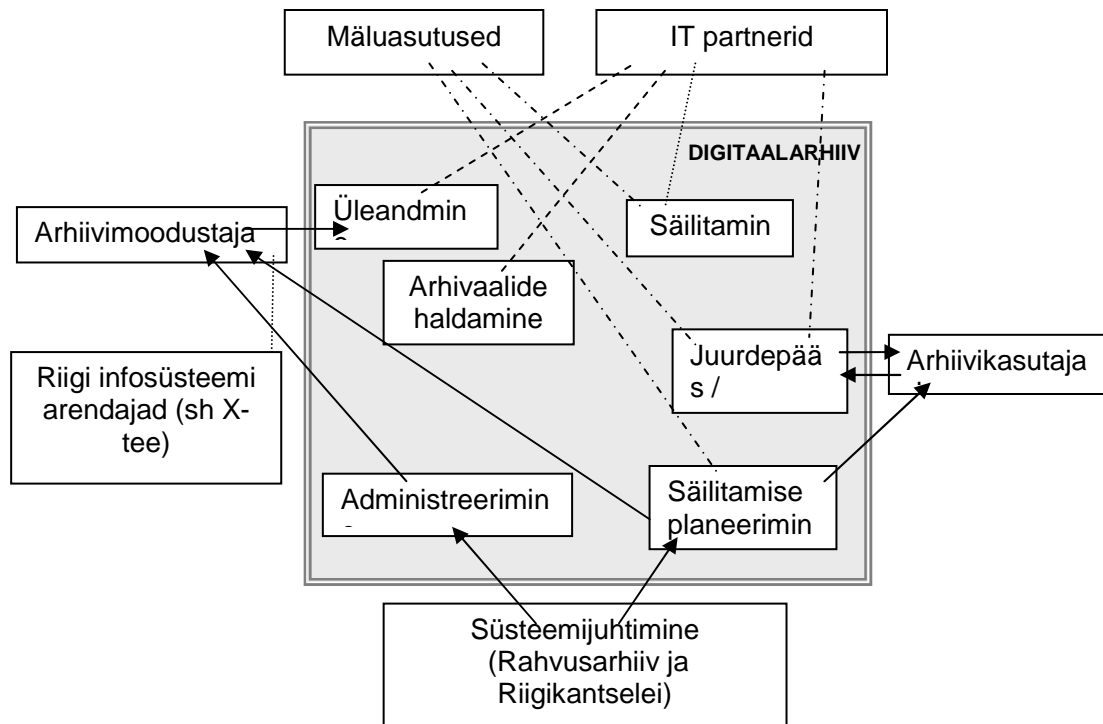 Mäluasutused
IT partnerid
DIGITAALARHIIV
Üleandmin
Säilitamin
Arhiivimoodustaja
Arhivaalide
haldamine
Juurdepää
s /
Arhiivikasutaja
Riigi infosüsteemi
arendajad (sh X-
tee)
Administreerimin
Säilitamise
planeerimin
Süsteemijuhtimine
(Rahvusarhiiv ja
Riigikantselei)